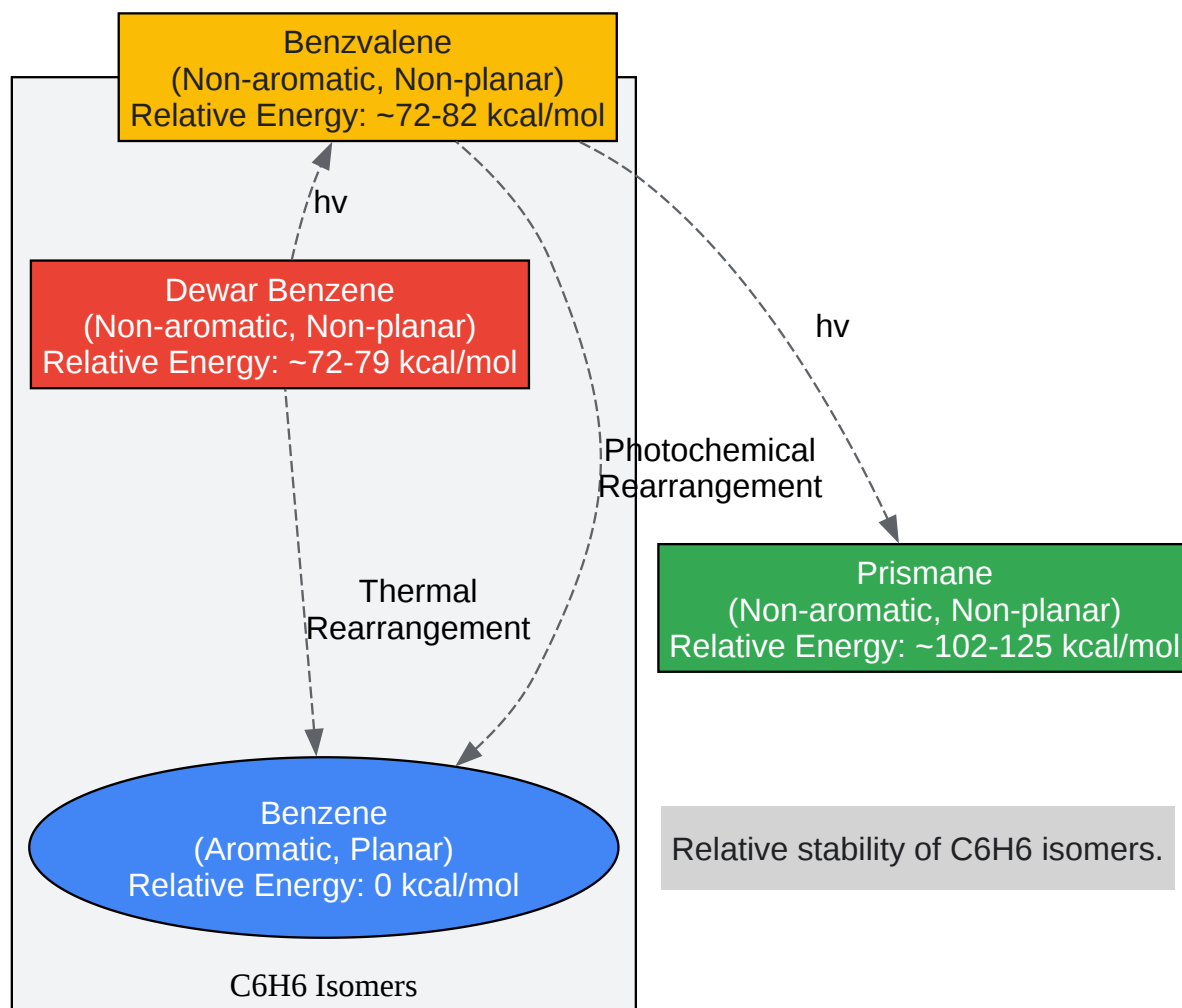 Benzvalene
(Non-aromatic, Non-planar)
Relative Energy: ~72-82 kcal/mol
hv
Dewar Benzene
(Non-aromatic, Non-planar)
Relative Energy: ~72-79 kcal/mol
hv
Photochemical
Rearrangement
Prismane
(Non-aromatic, Non-planar)
Relative Energy: ~102-125 kcal/mol
Thermal
Rearrangement
Benzene
(Aromatic, Planar)
Relative Energy: 0 kcal/mol
Relative stability of C6H6 isomers.
C6H6 Isomers